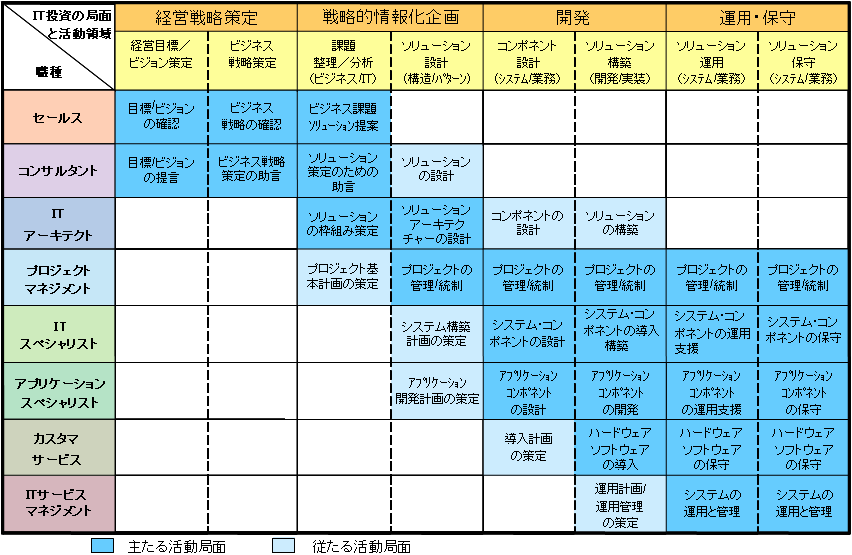 IT投資の局面
と活動領域
職種
経営戦略策定
戦略的情報化企画
開発
運用・保守
経営目標／
ビジョン策定
ビジネス
戦略策定
課題
整理／分析
（ビジネス/IT）
ソリューション
設計
（構造/パターン）
コンポネント
設計
（システム/業務）
ソリューション
構築
（開発/実装）
ソリューション
運用
（システム/業務）
ソリューション
保守
（システム/業務）
セールス
目標/ビジョン
の確認
ビジネス
戦略の確認
ビジネス課題
ソリューション提案
コンサルタント
目標/ビジョン
の提言
ビジネス戦略
策定の助言
ソリューション
策定のための
助言
ソリューション
の設計
IT
アーキテクト
ソリューション
の枠組み策定
ソリューション
アーキテク
チャーの設計
コンポネントの
設計
ソリューション
の構築
プロジェクト
マネジメント
プロジェクト基
本計画の策定
プロジェクトの
管理/統制
プロジェクトの
管理/統制
プロジェクトの
管理/統制
プロジェクトの
管理/統制
プロジェクトの
管理/統制
IT
スペシャリスト
システム構築
計画の策定
システム・コン
ポネントの設計
システム・コン
ポネントの導入
構築
システム・コン
ポネントの運用
支援
システム・コン
ポネントの保守
アプリケーション
スペシャリスト
アプリケーション
開発計画の策定
アプリケーション
コンポネント
の設計
アプリケーション
コンポネント
の開発
アプリケーション
コンポネント
の運用支援
アプリケーション
コンポネント
の保守
カスタマ
サービス
導入計画
の策定
ハードウェア
ソフトウェア
の導入
ハードウェア
ソフトウェア
の保守
ハードウェア
ソフトウェア
の保守
ITサービス
マネジメント
運用計画/
運用管理
の策定
システムの
運用と管理
システムの
運用と管理
主たる活動局面
従たる活動局面